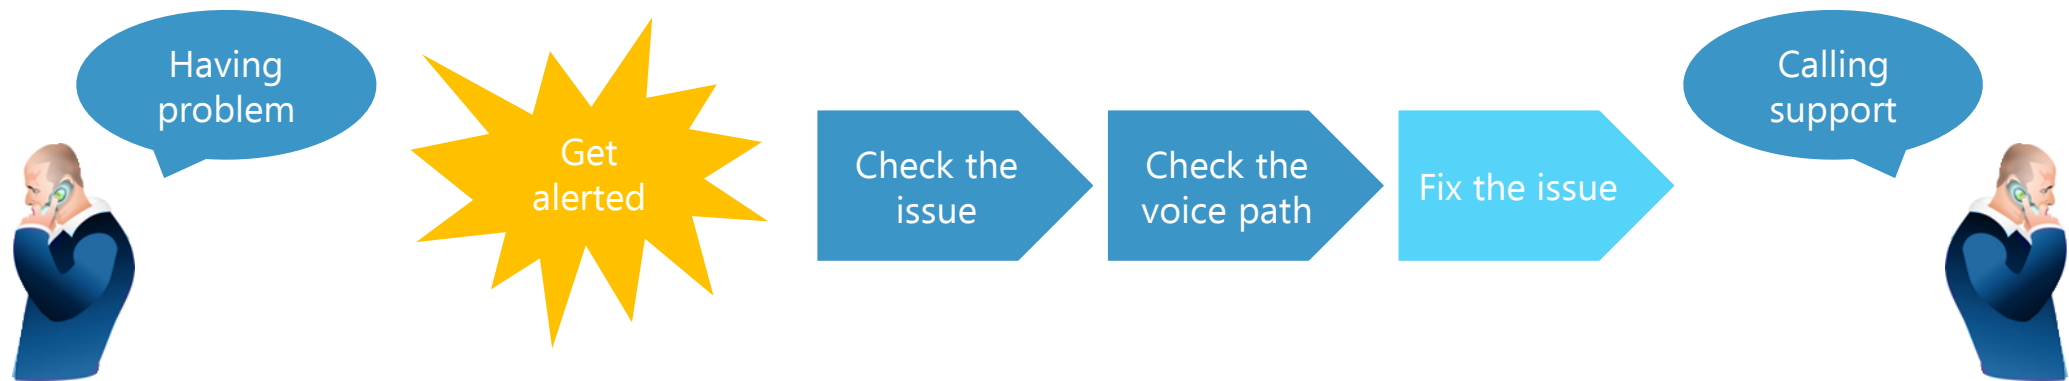 Having
problem
Get
alerted
Check the
issue
Check the
voice path
Fix the issue
Calling
support